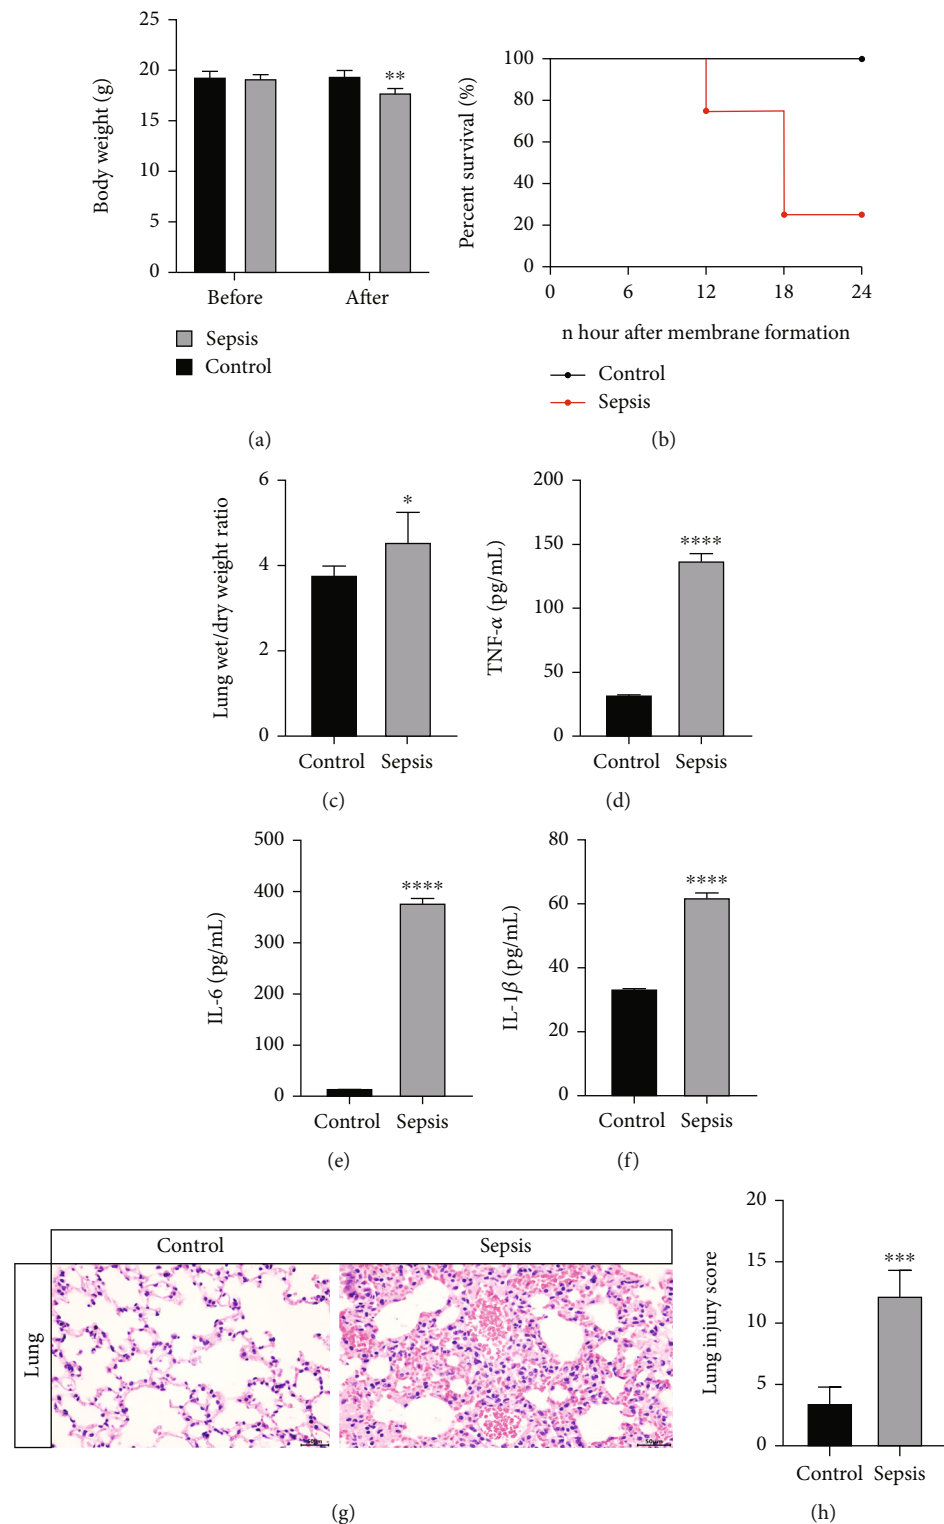 25
20
15
10
5
0
Body weight (g)
**
Before
After
Sepsis
Control
(a)
100
80
60
40
20
0
Percent survival (%)
0
6
12
18
24
n hour after membrane formation
Control
Sepsis
(b)
6
4
2
0
Lung wet/dry weight ratio
*
Control
Sepsis
(c)
200
150
100
50
0
TNF-α (pg/mL)
****
Control
Sepsis
(d)
500
400
300
200
100
0
IL-6 (pg/mL)
****
Control
Sepsis
(e)
80
60
40
20
0
IL-1β (pg/mL)
****
Control
Sepsis
(f)
Control
Sepsis
Lung
50μm
50μm
(g)
20
15
10
5
0
Lung injury score
***
Control
Sepsis
(h)